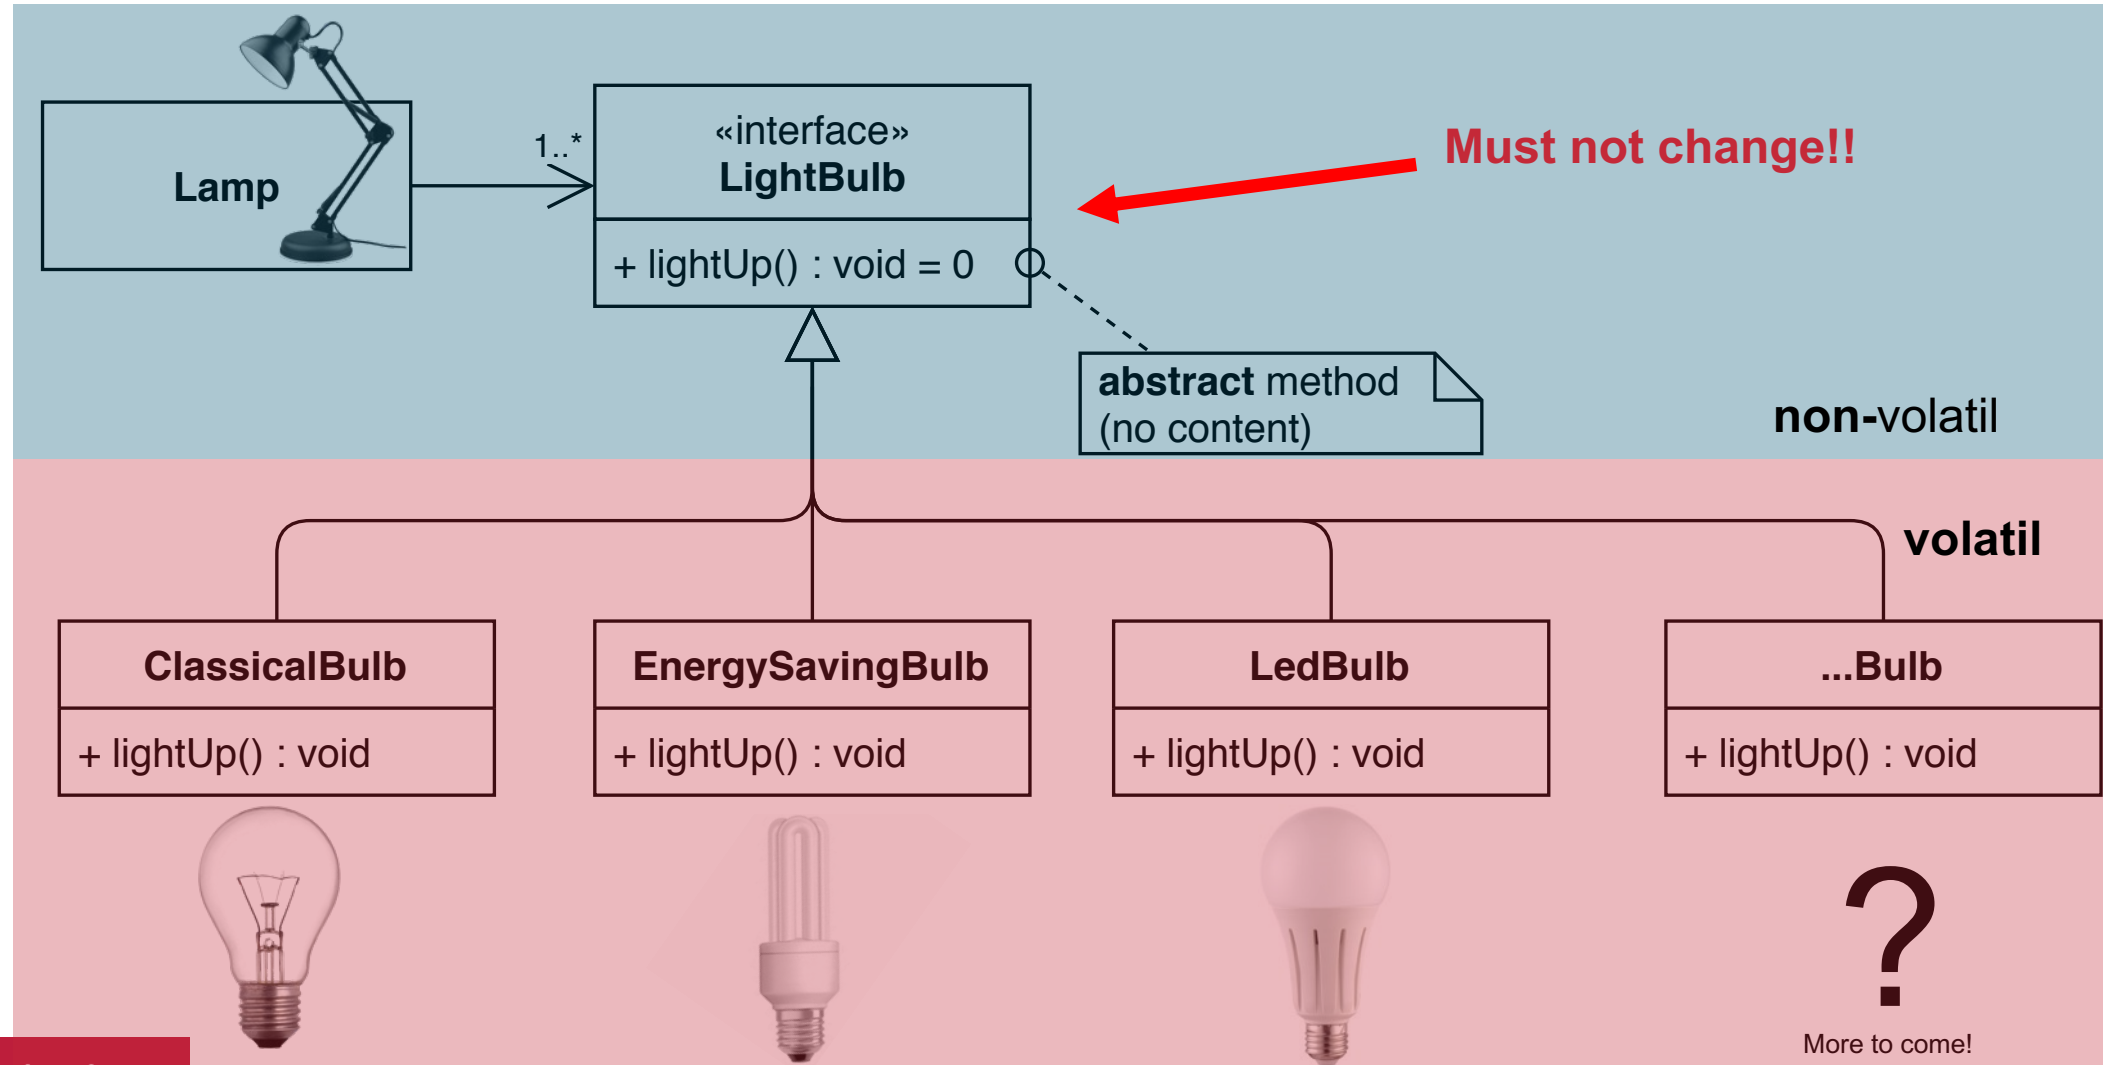 Lamp
1..*
«interface»
LightBulb
+ lightUp() : void = 0
Must not change!!
abstract method
(no content)
non-volatil
volatil
ClassicalBulb
+ lightUp() : void
EnergySavingBulb
+ lightUp() : void
LedBulb
+ lightUp() : void
...Bulb
+ lightUp() : void
?
More to come!